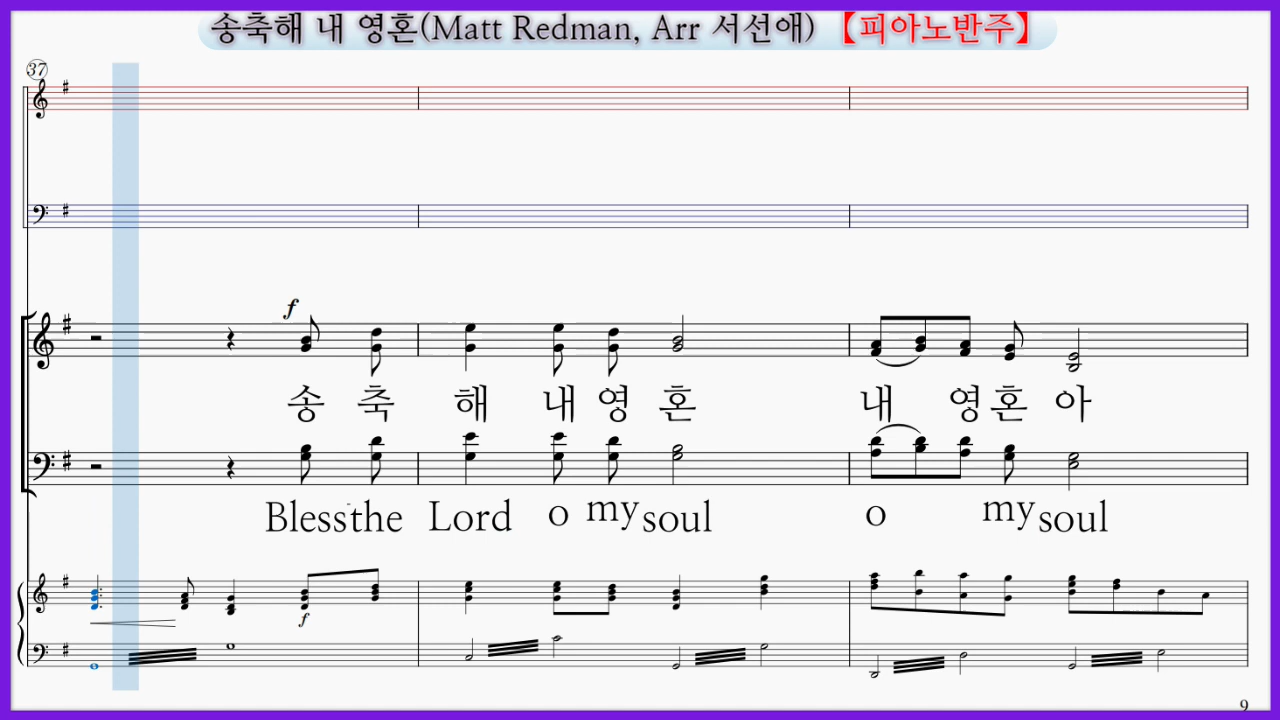 송축해 내 영혼(Matt Redman, Arr 서선애) 【피아노반주】
37
f
송 축 해 내 영 혼 내 영 혼 아
Bless the Lord o my soul o my soul
f
9